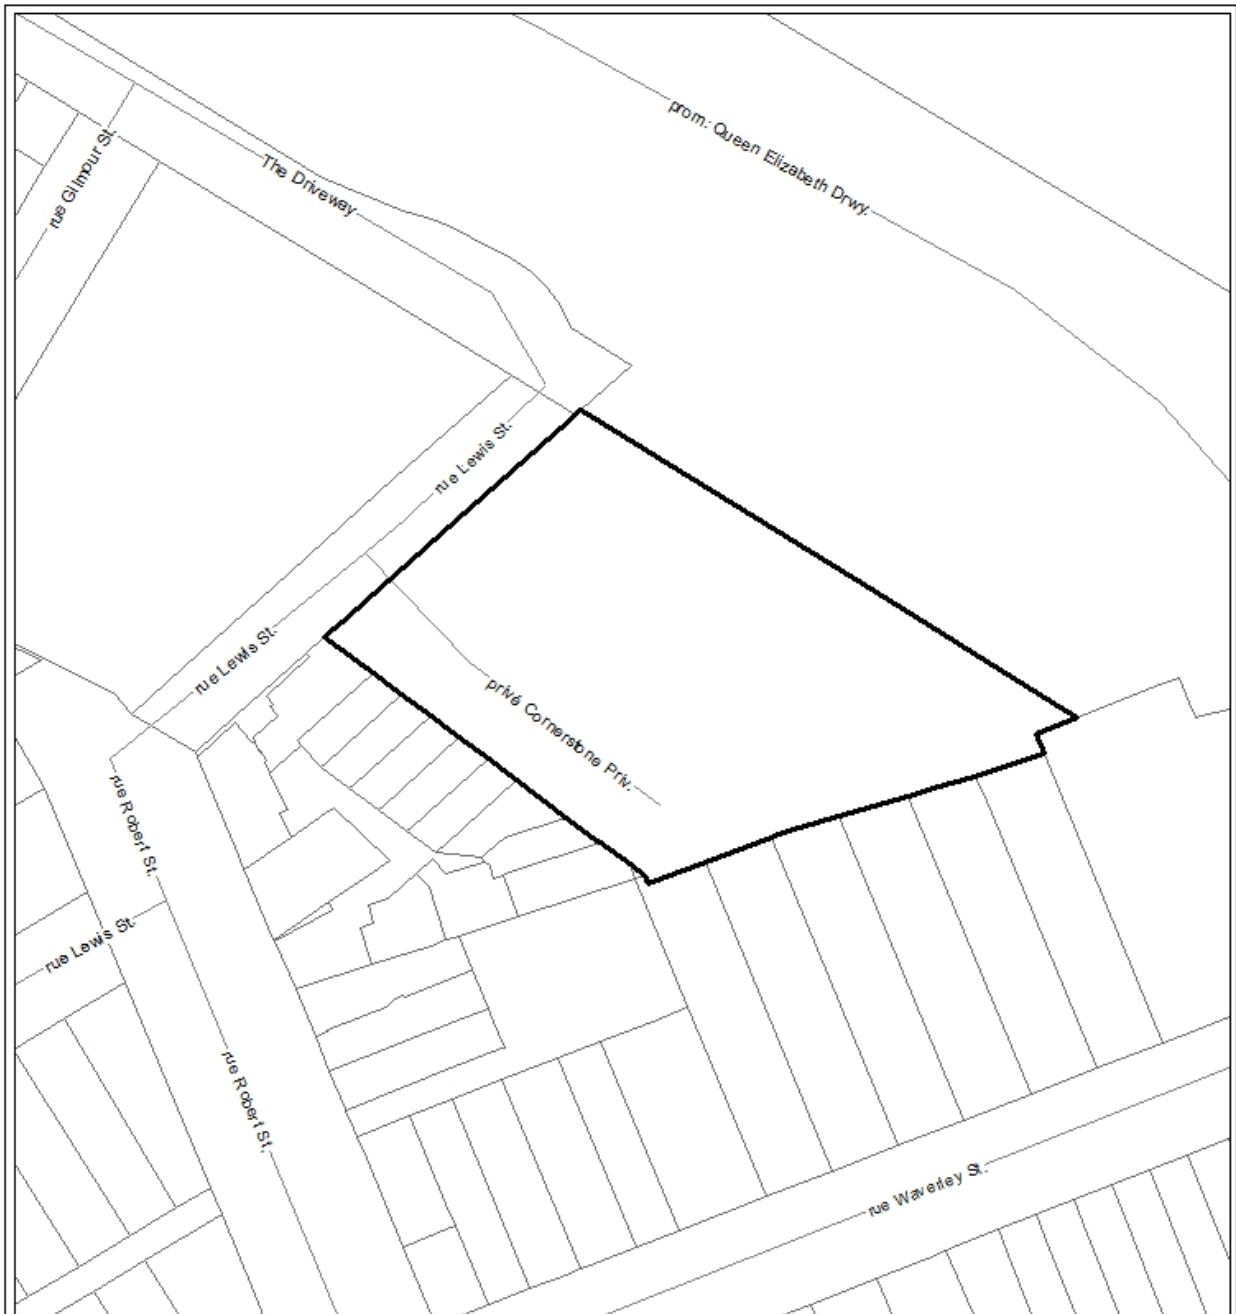 prom. Queen Elizabeth Drwy.
rue Gilmour St.
The Driveway
rue Lewis St.
rue Lewis St.
privé Cornerstone Priv.
rue Robert St.
rue Lewis St.
rue Robert St.
rue Waverley St.